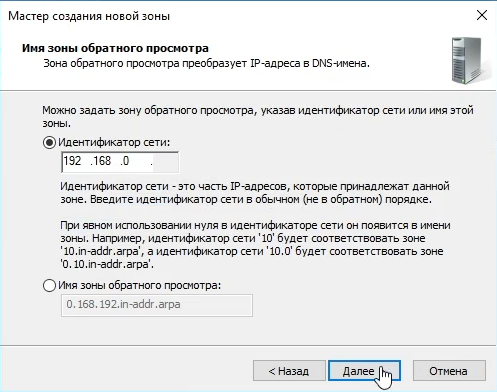 Мастер создания новой зоны
Имя зоны обратного просмотра
Зона обратного просмотра преобразует IP-адреса в DNS-имена.
Можно задать зону обратного просмотра, указав идентификатор сети или имя этой
зоны.
Идентификатор сети:
192 .168 .0 .
Идентификатор сети - это часть IP-адресов, которые принадлежат данной
зоне. Введите идентификатор сети в обычном (не в обратном) порядке.
При явном использовании нуля в идентификаторе сети он появится в имени
зоны. Например, идентификатор сети '10' будет соответствовать зоне
'10.in-addr.arpa', а идентификатор сети '10.0' будет соответствовать зоне
'0.10.in-addr.arpa'.
Имя зоны обратного просмотра:
0.168.192.in-addr.arpa
< Назад Далее > Отмена